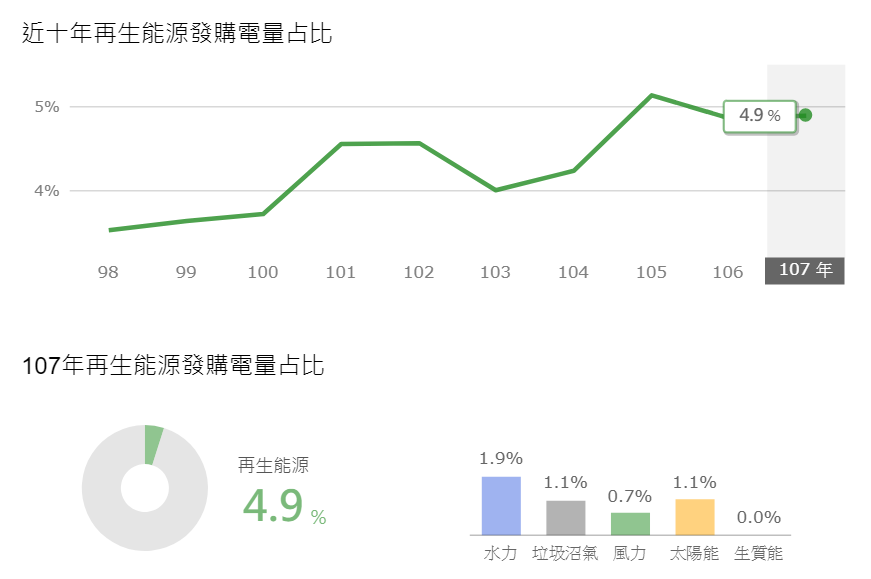 近十年再生能源發購電量占比
5%
4.9 %
4%
98 99 100 101 102 103 104 105 106 107 年
107年再生能源發購電量占比
再生能源
4.9 %
1.9% 1.1% 0.7% 1.1% 0.0%
水力 垃圾沼氣 風力 太陽能 生質能